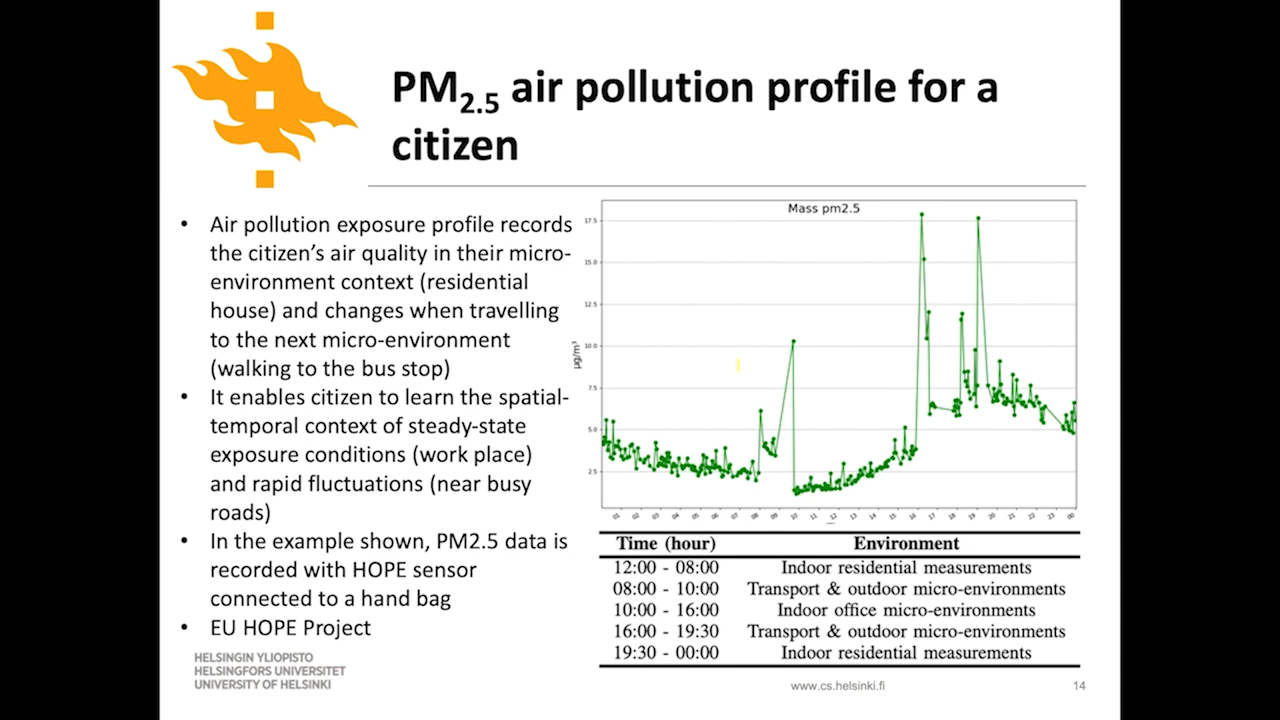 PM2.5 air pollution profile for a
citizen
• Air pollution exposure profile records
the citizen’s air quality in their micro-
environment context (residential
house) and changes when travelling
to the next micro-environment
(walking to the bus stop)
• It enables citizen to learn the spatial-
temporal context of steady-state
exposure conditions (work place)
and rapid fluctuations (near busy
roads)
• In the example shown, PM2.5 data is
recorded with HOPE sensor
connected to a hand bag
• EU HOPE Project
Mass pm2.5
µg/m³
17.5
15.0
12.5
10.0
7.5
5.0
2.5
01 02 03 04 05 06 07 08 09 10 11 12 13 14 15 16 17 18 19 20 21 22 23 00
Time (hour) Environment
12:00 - 08:00 Indoor residential measurements
08:00 - 10:00 Transport & outdoor micro-environments
10:00 - 16:00 Indoor office micro-environments
16:00 - 19:30 Transport & outdoor micro-environments
19:30 - 00:00 Indoor residential measurements
HELSINGIN YLIOPISTO
HELSINGFORS UNIVERSITET
UNIVERSITY OF HELSINKI
www.cs.helsinki.fi
14